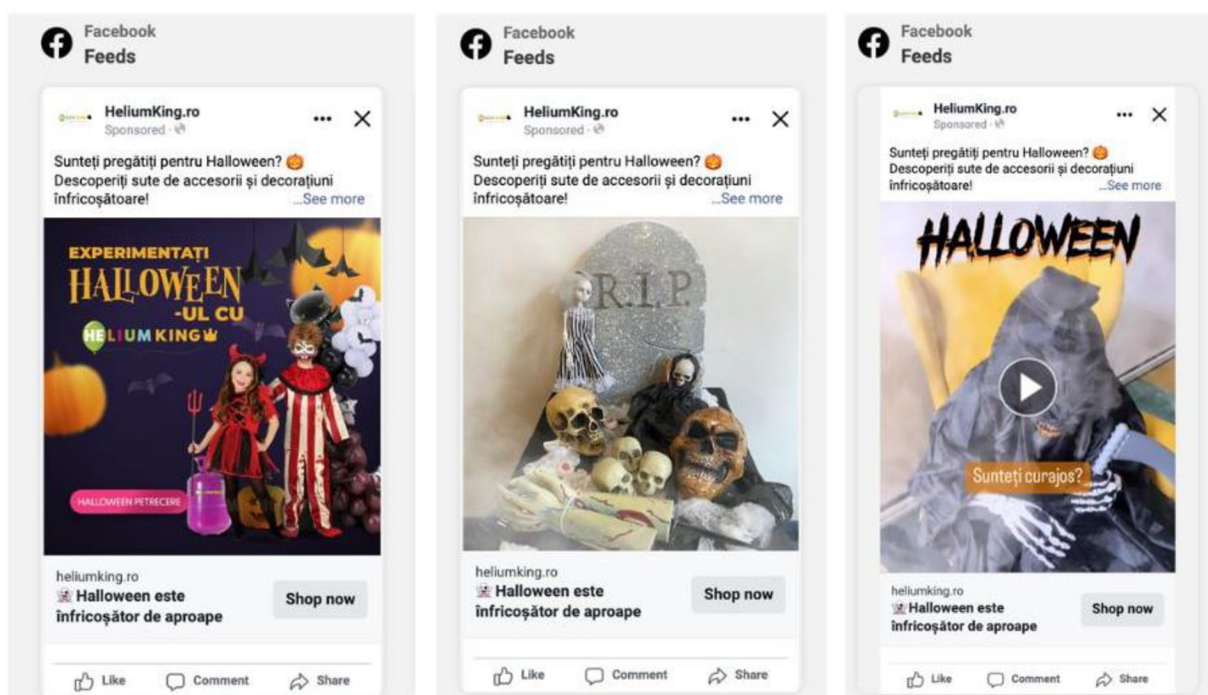 Facebook
Feeds
HeliumKing.ro
Sponsored ·
Sunteți pregătiți pentru Halloween? 🎃
Descoperiți sute de accesorii și decorațiuni
înfricoșătoare! ...See more
EXPERIMENTAȚI
HALLOWEEN
-UL CU
HELIUM KING
HALLOWEEN PETRECERE
heliumking.ro
👻 Halloween este
înfricoșător de aproape
Shop now
Like Comment Share
Facebook
Feeds
HeliumKing.ro
Sponsored ·
Sunteți pregătiți pentru Halloween? 🎃
Descoperiți sute de accesorii și decorațiuni
înfricoșătoare! ...See more
R.I.P.
heliumking.ro
👻 Halloween este
înfricoșător de aproape
Shop now
Like Comment Share
Facebook
Feeds
HeliumKing.ro
Sponsored ·
Sunteți pregătiți pentru Halloween? 🎃
Descoperiți sute de accesorii și decorațiuni
înfricoșătoare! ...See more
HALLOWEEN
Sunteți curajos?
heliumking.ro
👻 Halloween este
înfricoșător de aproape
Shop now
Like Comment Share